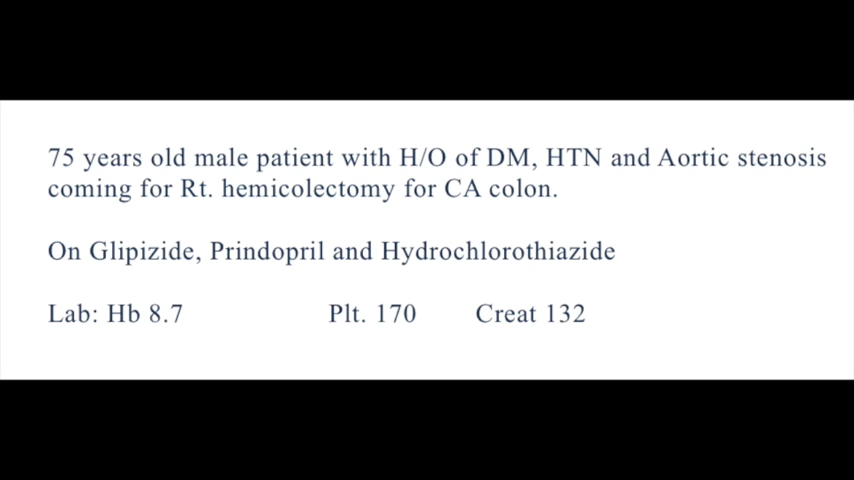 75 years old male patient with H/O of DM, HTN and Aortic stenosis
coming for Rt. hemicolectomy for CA colon.
On Glipizide, Prindopril and Hydrochlorothiazide
Lab: Hb 8.7 Plt. 170 Creat 132